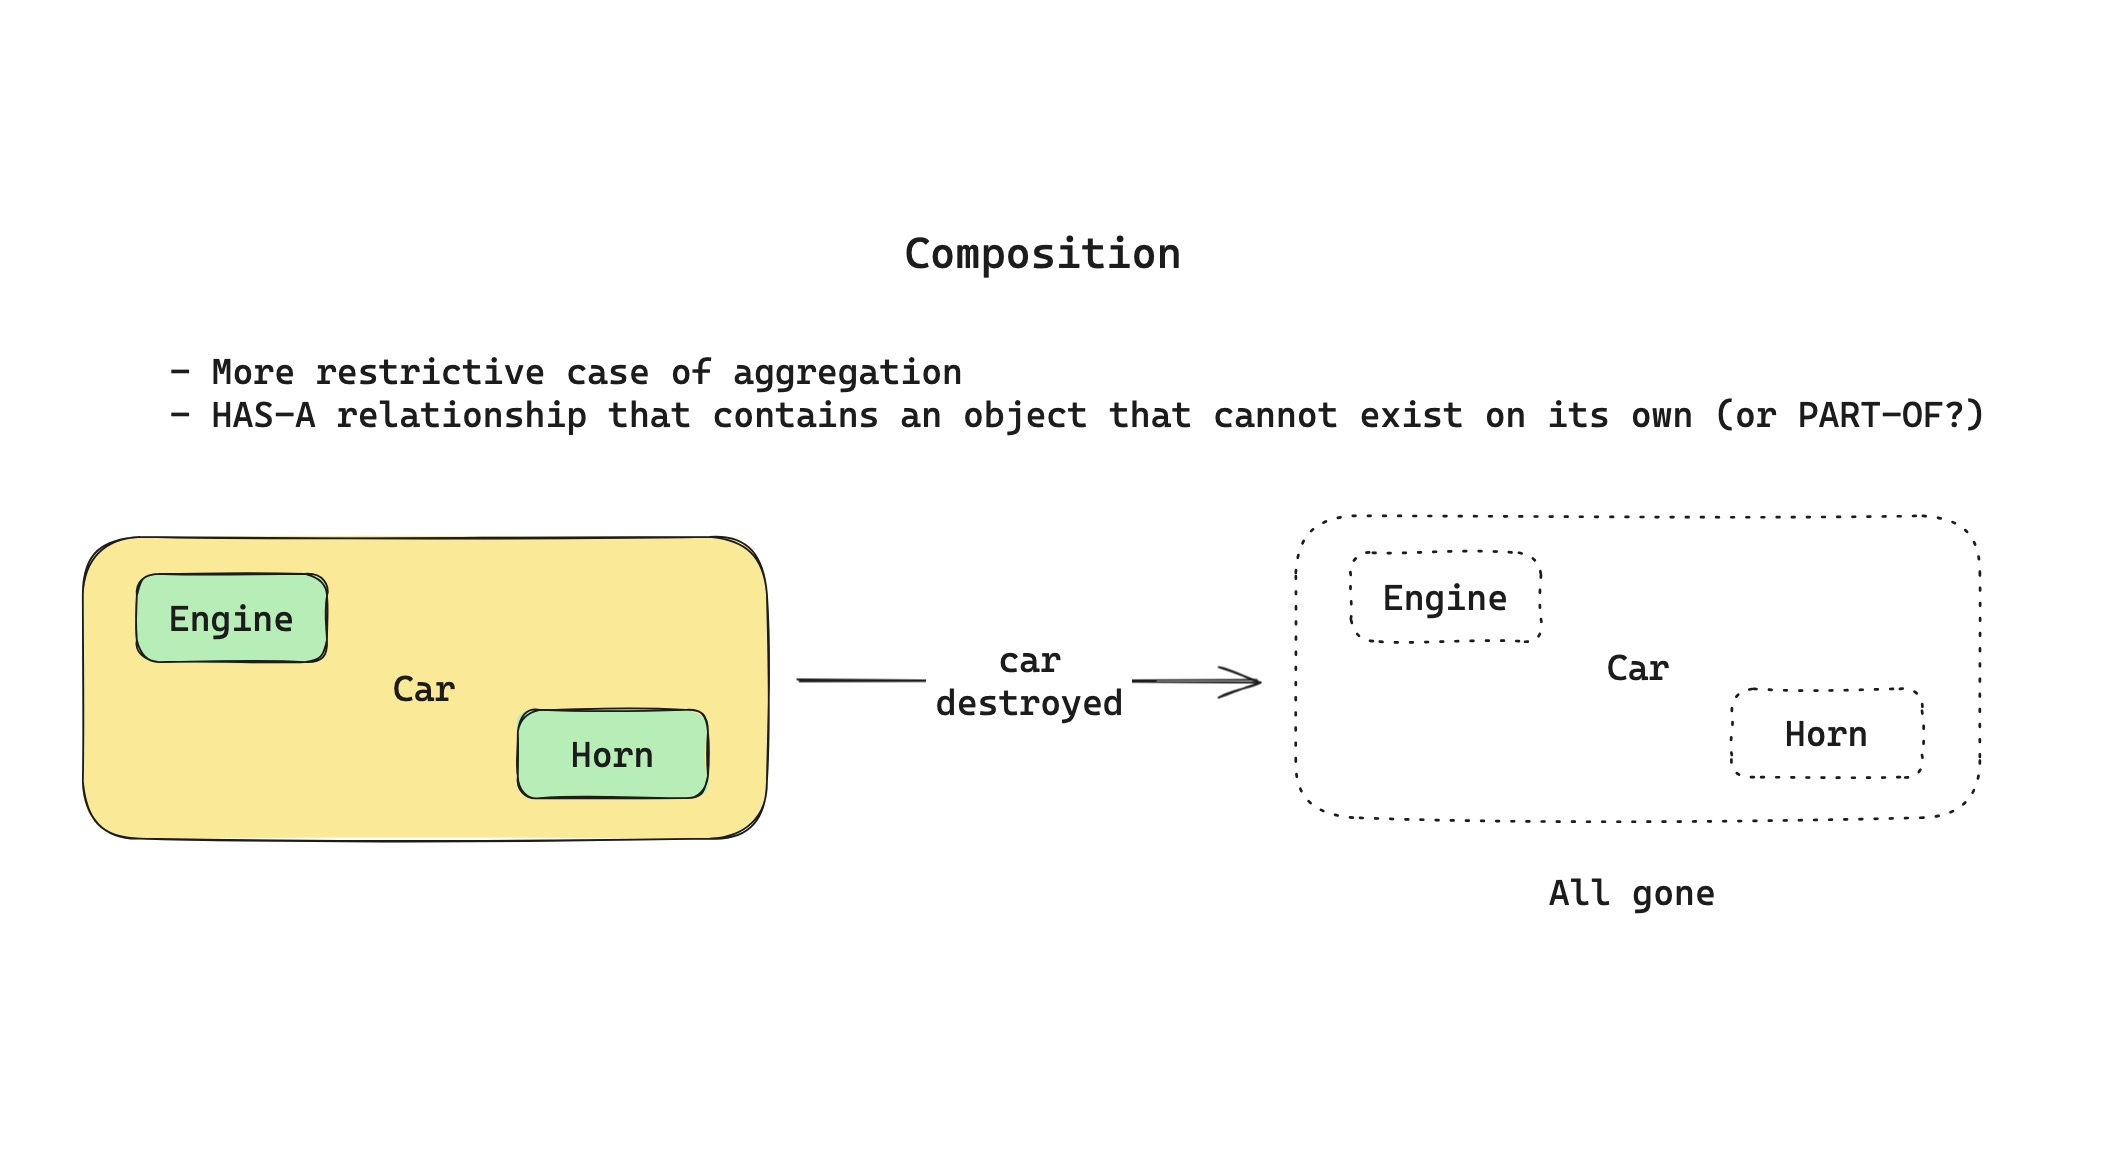 Composition
- More restrictive case of aggregation
- HAS-A relationship that contains an object that cannot exist on its own (or PART-OF?)
Engine
Car
Horn
car
destroyed
Engine
Car
Horn
All gone